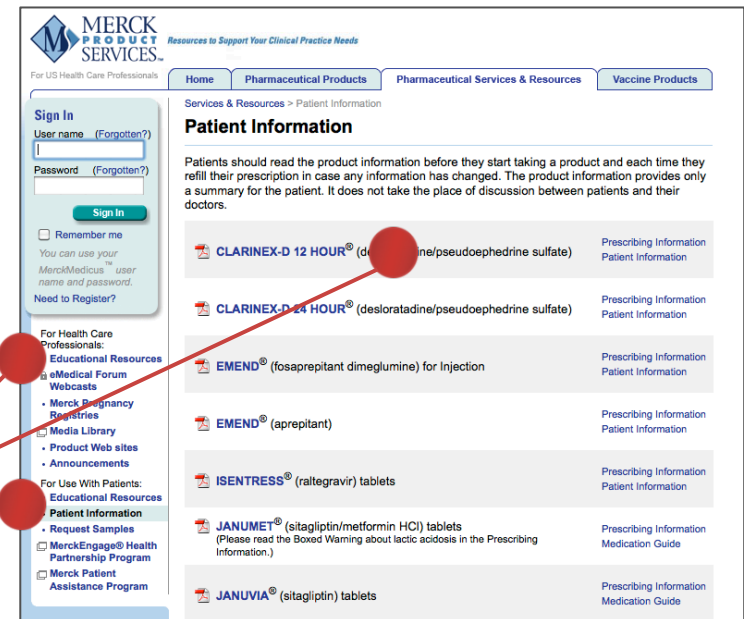 MERCK
PRODUCT
SERVICES™
Resources to Support Your Clinical Practice Needs
For US Health Care Professionals
Home
Pharmaceutical Products
Pharmaceutical Services & Resources
Vaccine Products
Sign In
User name (Forgotten?)
Password (Forgotten?)
Sign In
Remember me
You can use your
MerckMedicus™ user
name and password.
Need to Register?
For Health Care
Professionals:
Educational Resources
eMedical Forum
Webcasts
Merck Pregnancy
Registries
Media Library
Product Web sites
Announcements
For Use With Patients:
Educational Resources
Patient Information
Request Samples
MerckEngage® Health
Partnership Program
Merck Patient
Assistance Program
Services & Resources > Patient Information
Patient Information
Patients should read the product information before they start taking a product and each time they
refill their prescription in case any information has changed. The product information provides only
a summary for the patient. It does not take the place of discussion between patients and their
doctors.
CLARINEX-D 12 HOUR® pseudoephedrine sulfate)
Prescribing Information
Patient Information
CLARINEX-D 24 HOUR® (desloratadine/pseudoephedrine sulfate)
Prescribing Information
Patient Information
EMEND® (fosaprepitant dimeglumine) for Injection
Prescribing Information
Patient Information
EMEND® (aprepitant)
Prescribing Information
Patient Information
ISENTRESS® (raltegravir) tablets
Prescribing Information
Patient Information
JANUMET® (sitagliptin/metformin HCl) tablets
(Please read the Boxed Warning about lactic acidosis in the Prescribing
Information.)
Prescribing Information
Medication Guide
JANUVIA® (sitagliptin) tablets
Prescribing Information
Medication Guide